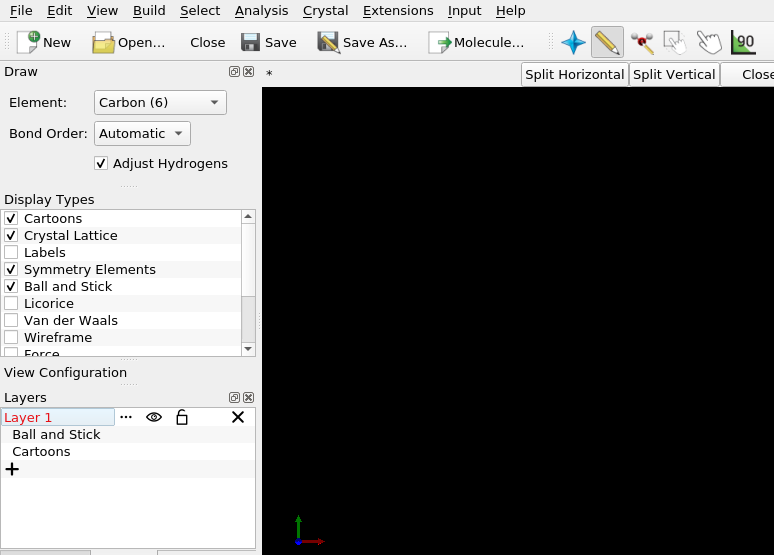 File Edit View Build Select Analysis Crystal Extensions Input Help
New Open... Close Save Save As... Molecule... 90
Draw
* Split Horizontal Split Vertical Close
Element: Carbon (6)
Bond Order: Automatic
Adjust Hydrogens
Display Types
Cartoons
Crystal Lattice
Labels
Symmetry Elements
Ball and Stick
Licorice
Van der Waals
Wireframe
Force
View Configuration
Layers
Layer 1
Ball and Stick
Cartoons